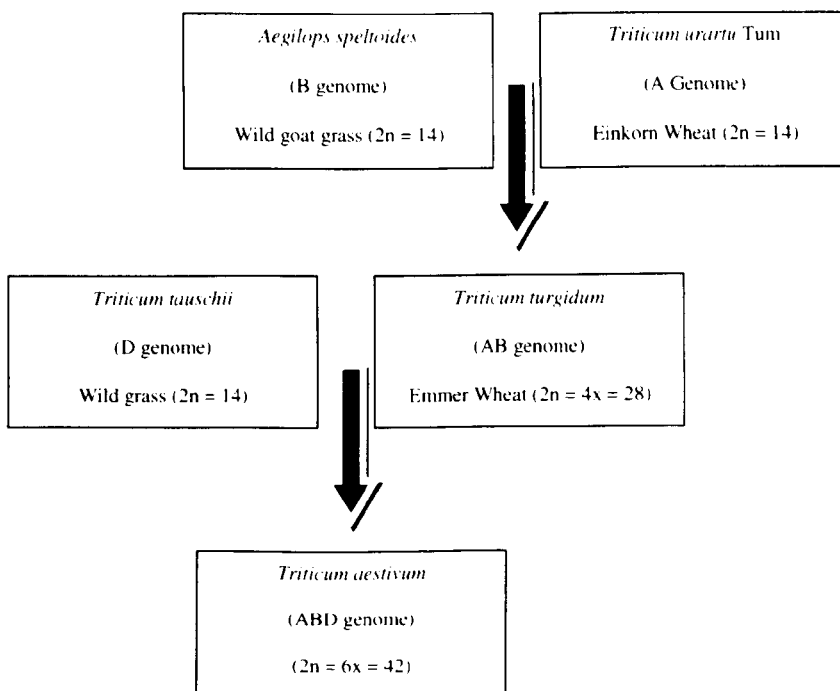 Aegilops speltoides
(B genome)
Wild goat grass (2n = 14)
Triticum urartu Tum
(A Genome)
Einkorn Wheat (2n = 14)
Triticum tauschii
(D genome)
Wild grass (2n = 14)
Triticum turgidum
(AB genome)
Emmer Wheat (2n = 4x = 28)
Triticum aestivum
(ABD genome)
(2n = 6x = 42)